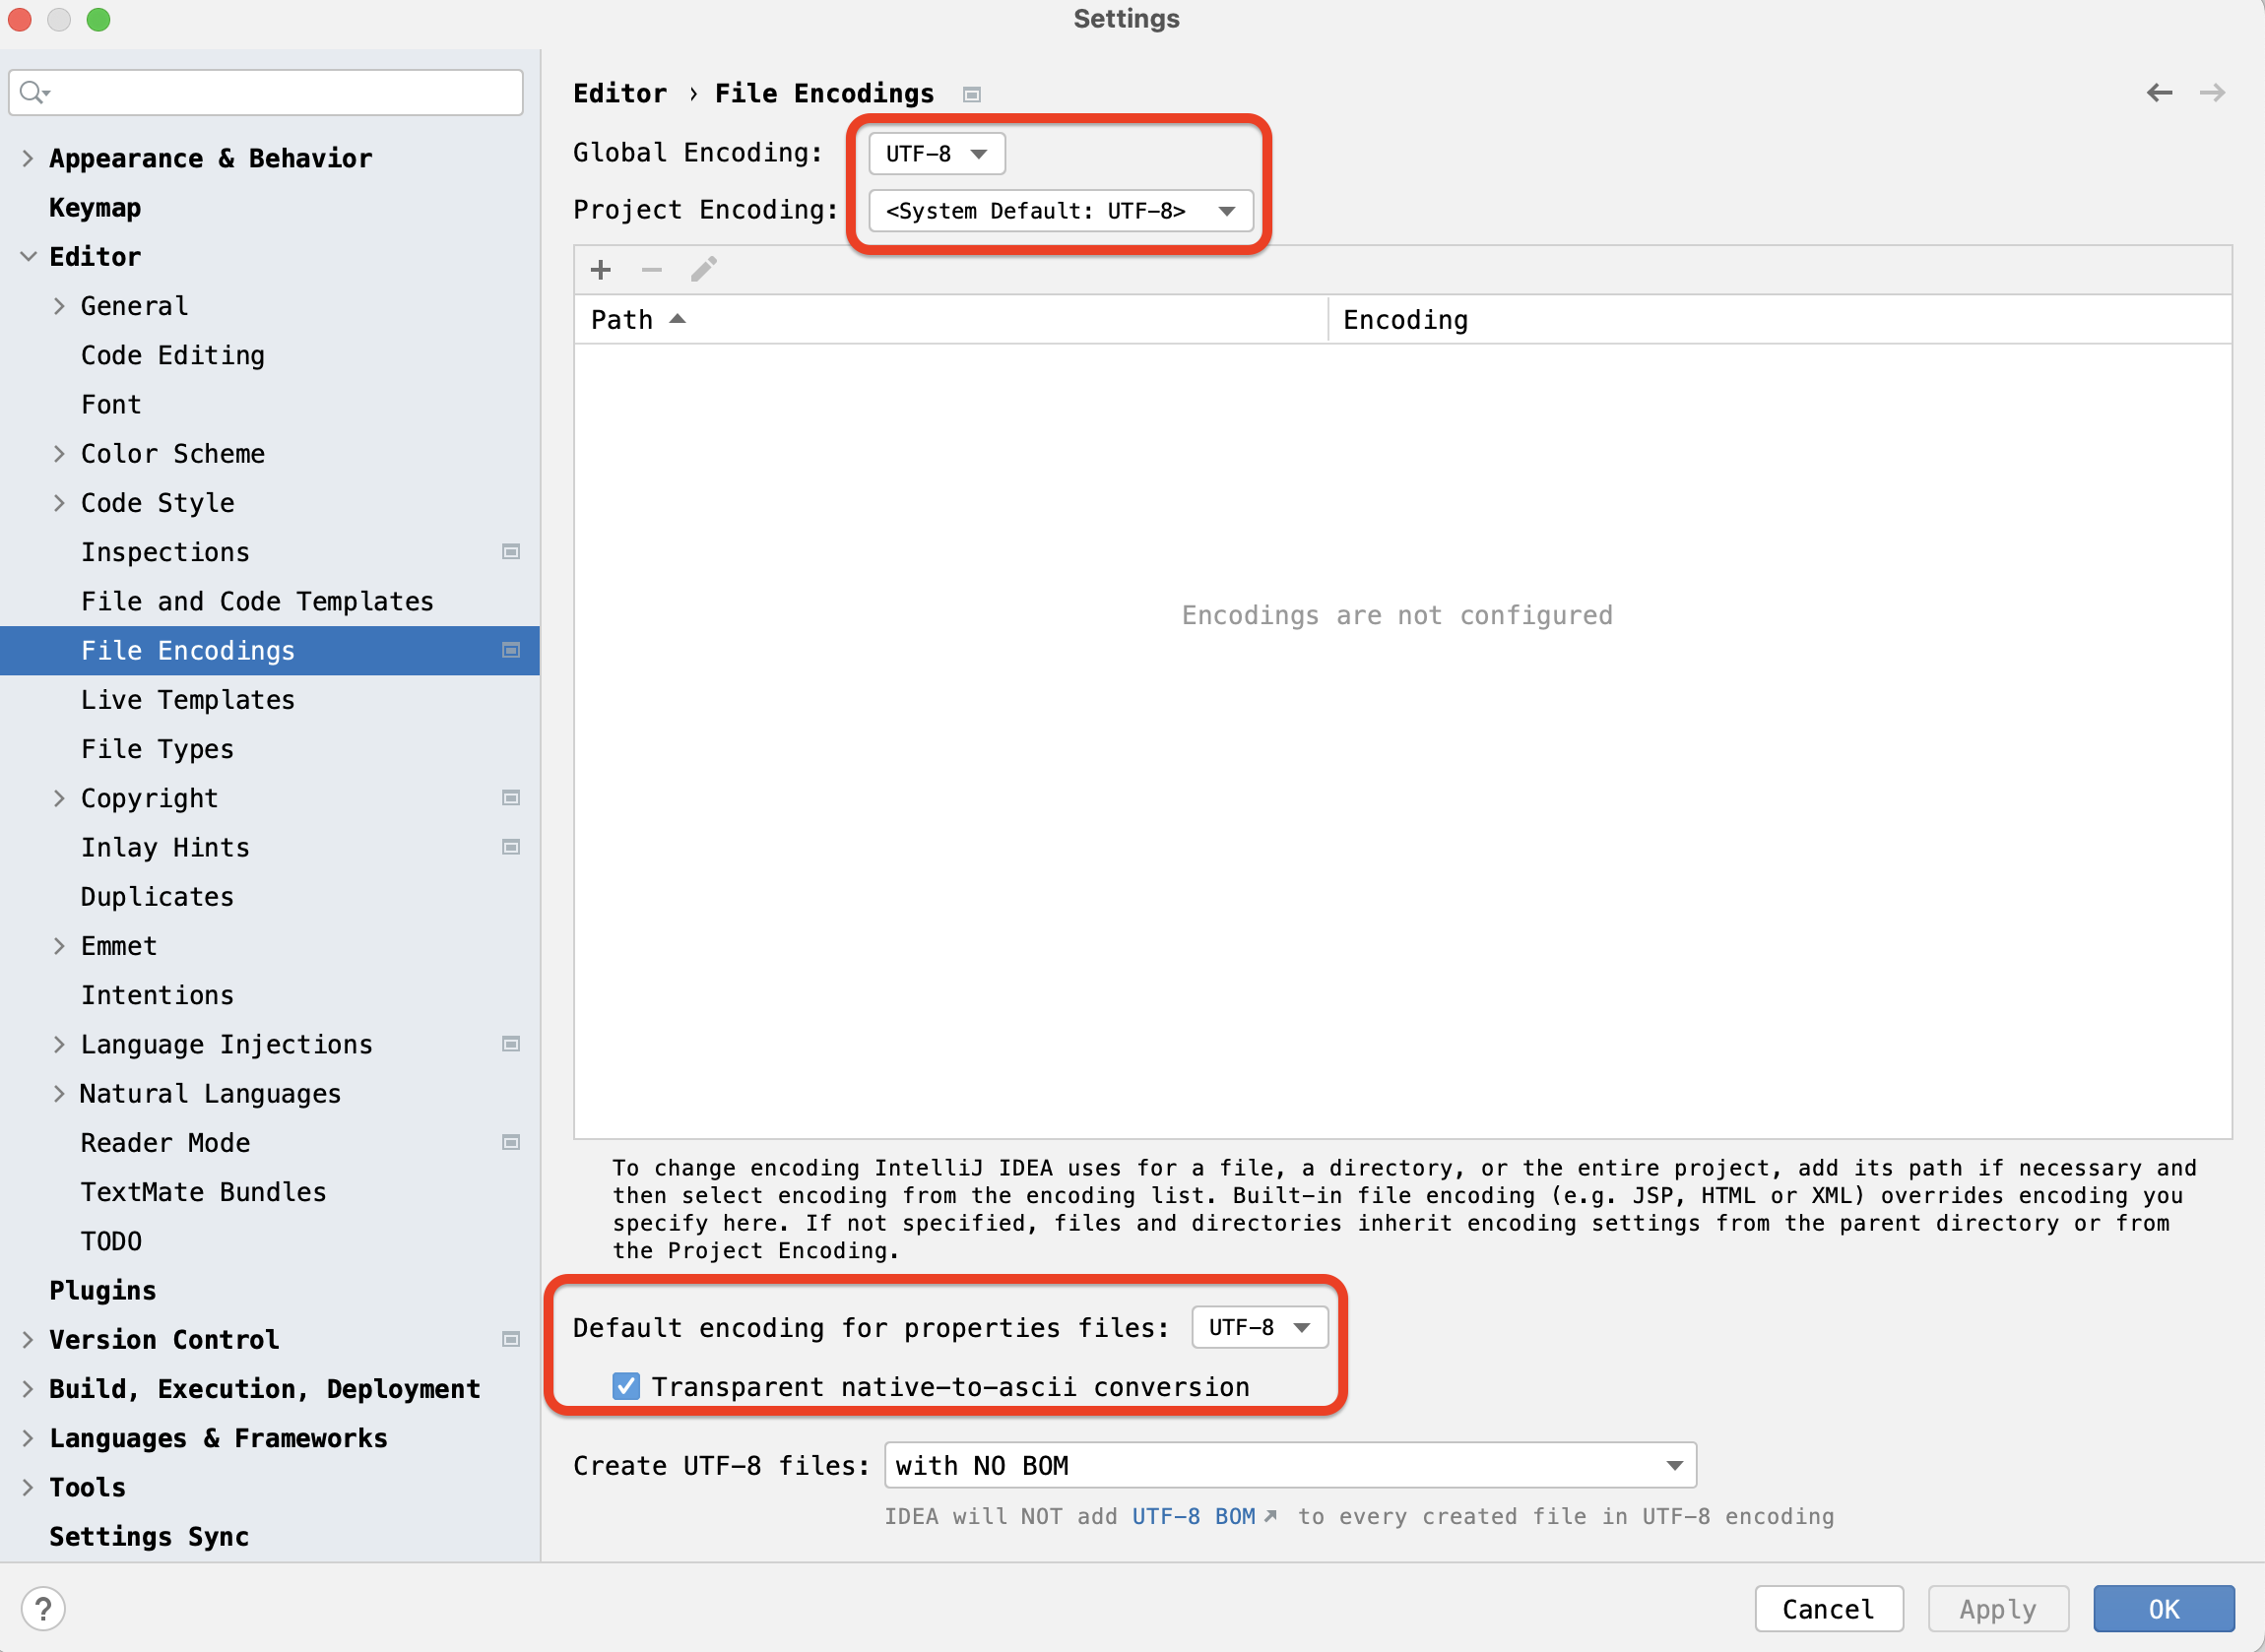 Settings
Appearance & Behavior
Keymap
Editor
General
Code Editing
Font
Color Scheme
Code Style
Inspections
File and Code Templates
File Encodings
Live Templates
File Types
Copyright
Inlay Hints
Duplicates
Emmet
Intentions
Language Injections
Natural Languages
Reader Mode
TextMate Bundles
TODO
Plugins
Version Control
Build, Execution, Deployment
Languages & Frameworks
Tools
Settings Sync
Editor › File Encodings
Global Encoding: UTF-8
Project Encoding: <System Default: UTF-8>
Path Encoding
Encodings are not configured
To change encoding IntelliJ IDEA uses for a file, a directory, or the entire project, add its path if necessary and
then select encoding from the encoding list. Built-in file encoding (e.g. JSP, HTML or XML) overrides encoding you
specify here. If not specified, files and directories inherit encoding settings from the parent directory or from
the Project Encoding.
Default encoding for properties files: UTF-8
Transparent native-to-ascii conversion
Create UTF-8 files: with NO BOM
IDEA will NOT add UTF-8 BOM ↗ to every created file in UTF-8 encoding
? Cancel Apply OK